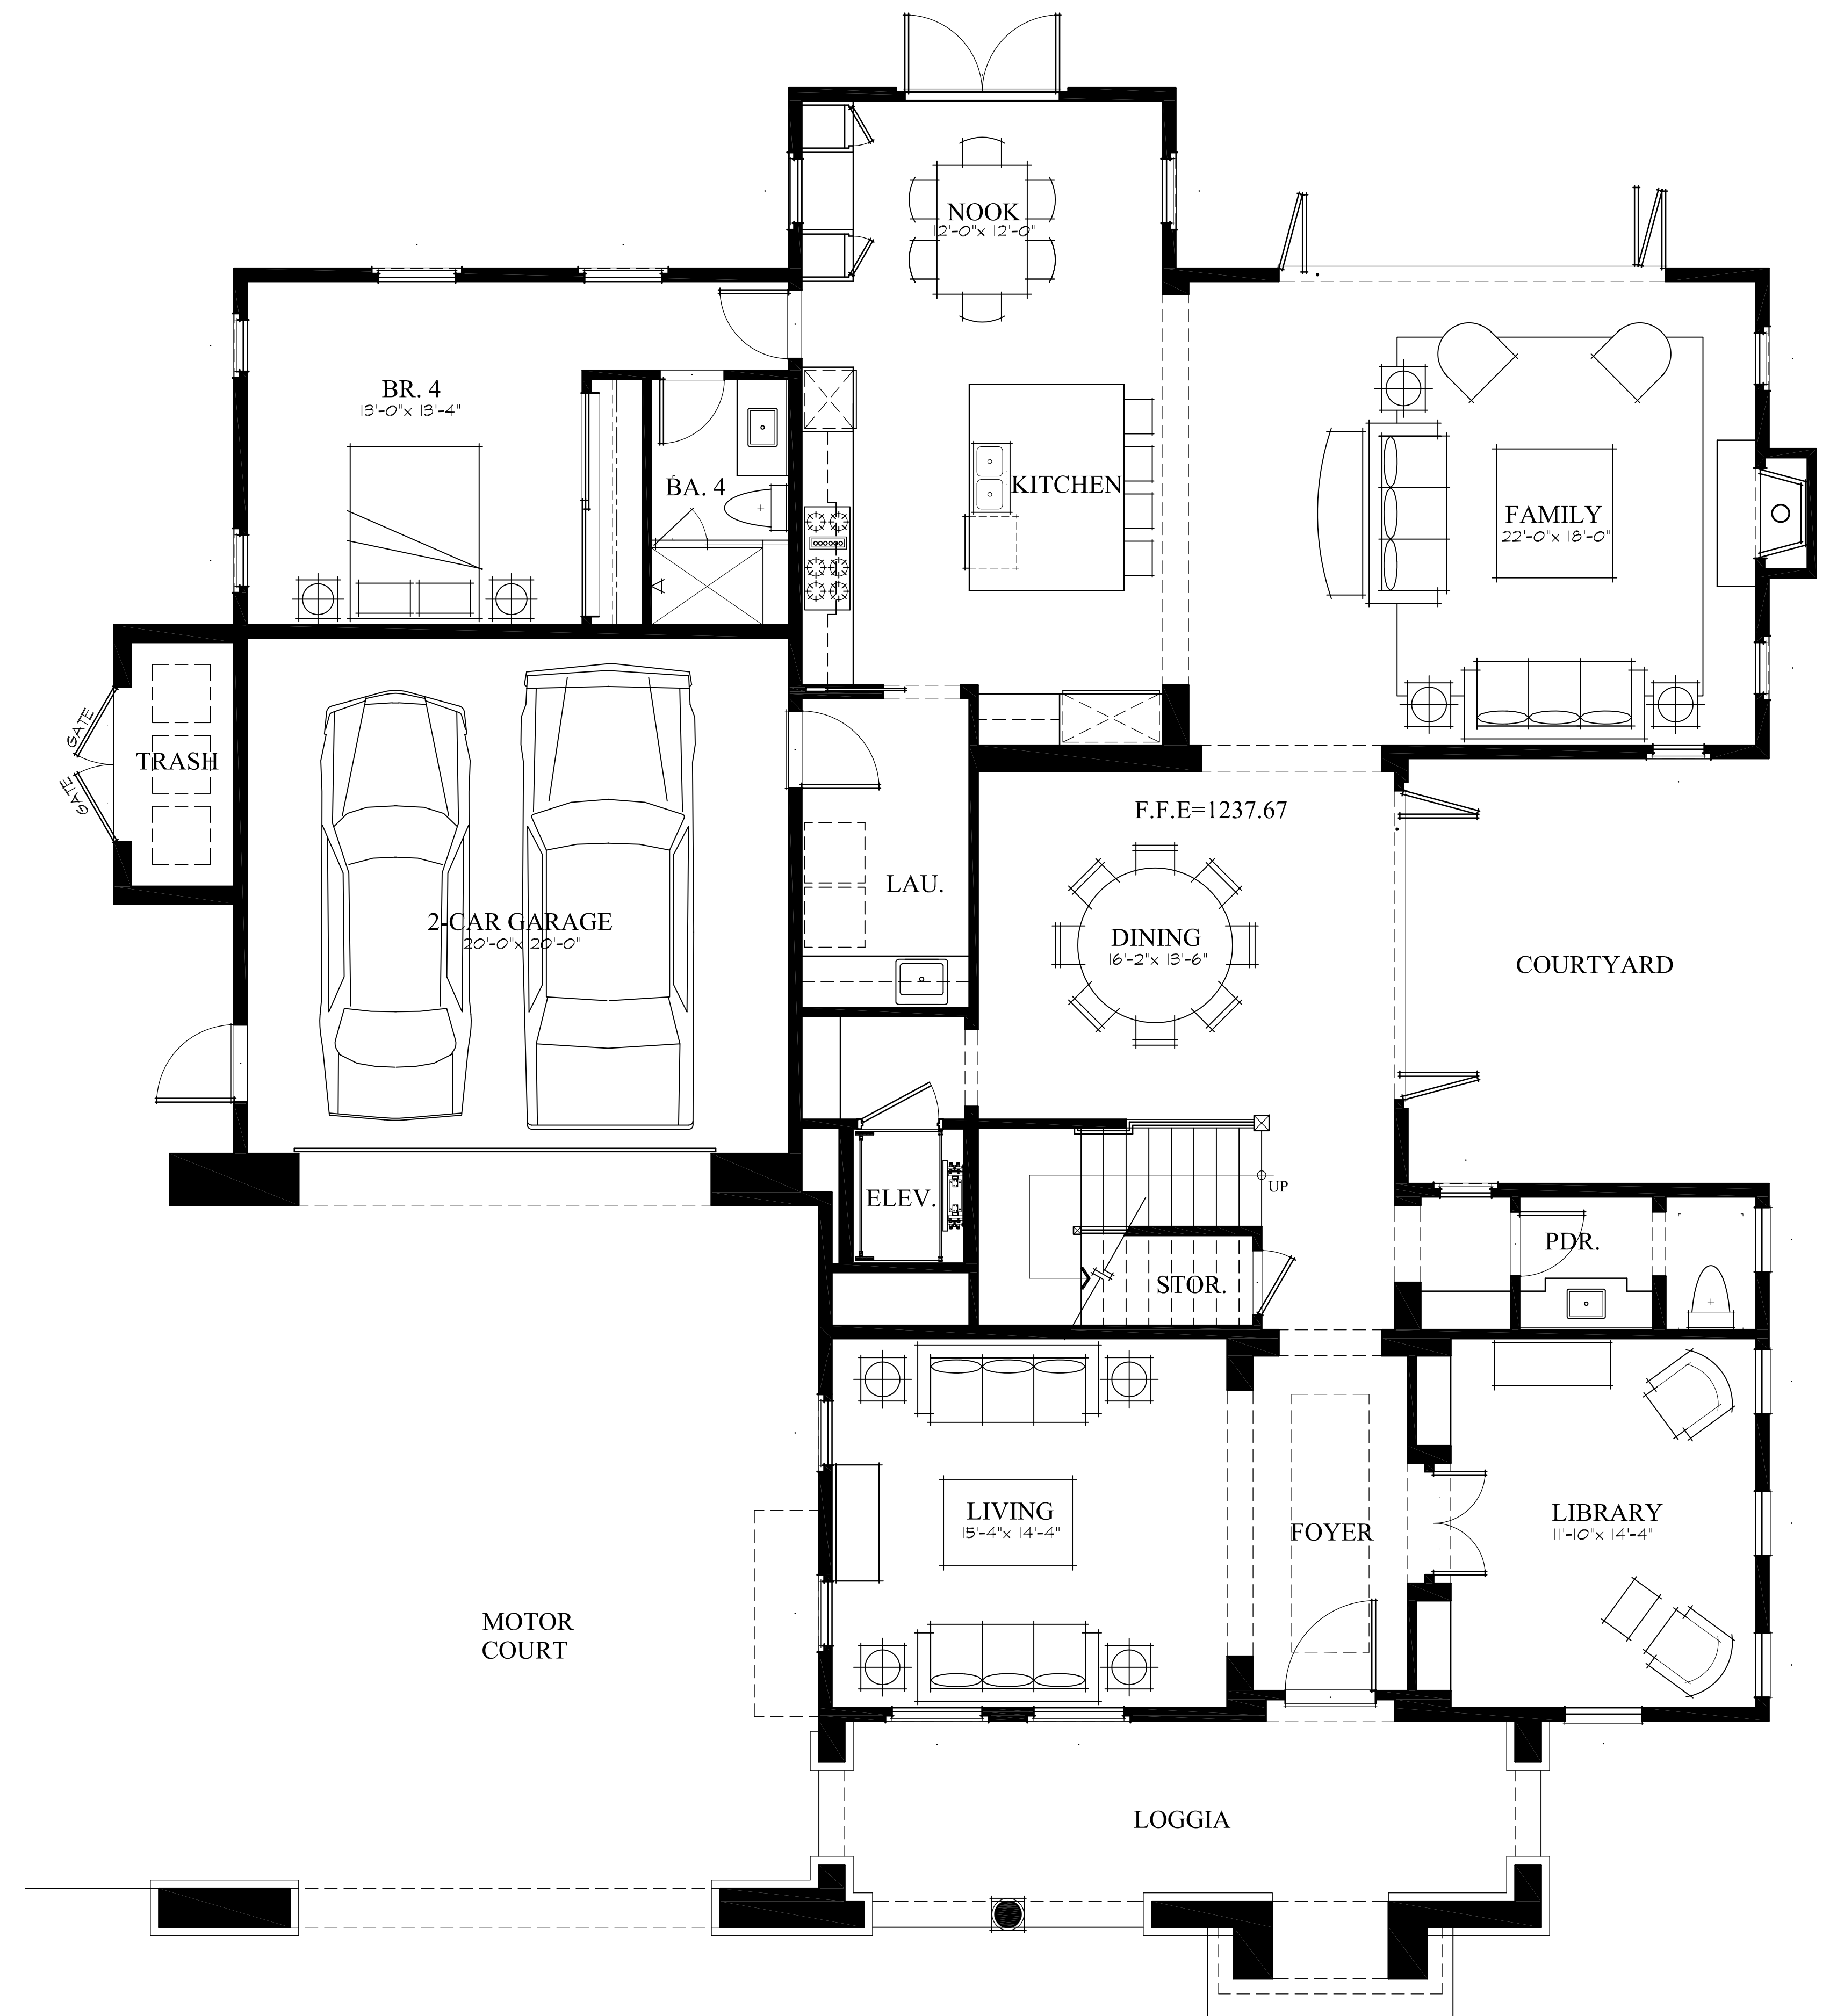 NOOK
12'-0"x 12'-0"
BR. 4
13'-0"x 13'-4"
BA. 4
KITCHEN
FAMILY
22'-0"x 18'-0"
GATE
TRASH
GATE
F.F.E=1237.67
LAU.
2-CAR GARAGE
20'-0"x 20'-0"
DINING
16'-2"x 13'-6"
COURTYARD
ELEV.
UP
PDR.
STOR.
LIVING
15'-4"x 14'-4"
FOYER
LIBRARY
11'-10"x 14'-4"
MOTOR
COURT
LOGGIA